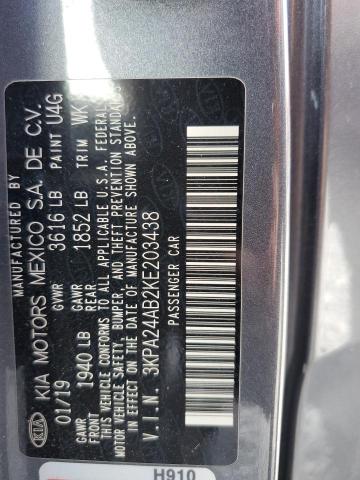 MANUFACTURED BY
KIA MOTORS MEXICO S.A. DE C.V.
01/19 GVWR 3616 LB PAINT U4G
GAWR FRONT 1940 LB GAWR REAR 1852 LB TRIM WK
THIS VEHICLE CONFORMS TO ALL APPLICABLE U.S.A. FEDERAL
MOTOR VEHICLE SAFETY, BUMPER, AND THEFT PREVENTION STANDARDS
IN EFFECT ON THE DATE OF MANUFACTURE SHOWN ABOVE.
V.I.N. 3KPA24AB2KE203438
PASSENGER CAR
KIA
H910